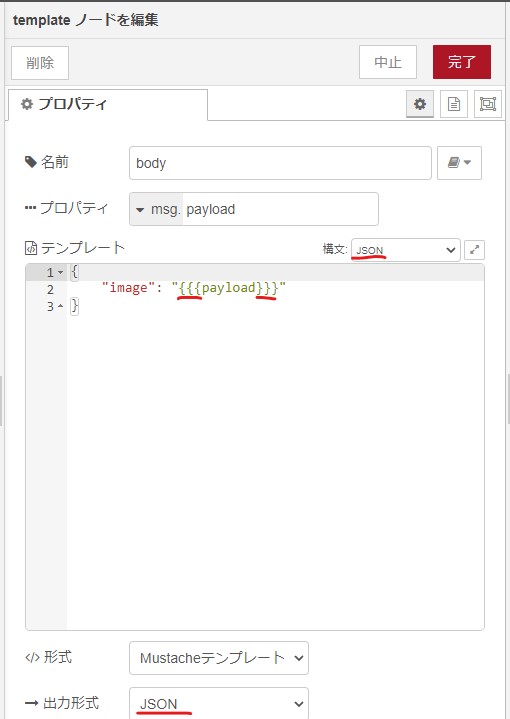 template ノードを編集
削除 中止 完了
プロパティ
名前 body
プロパティ msg. payload
テンプレート 構文: JSON
1 {
2 "image": "{{{payload}}}"
3 }
形式 Mustacheテンプレート
出力形式 JSON